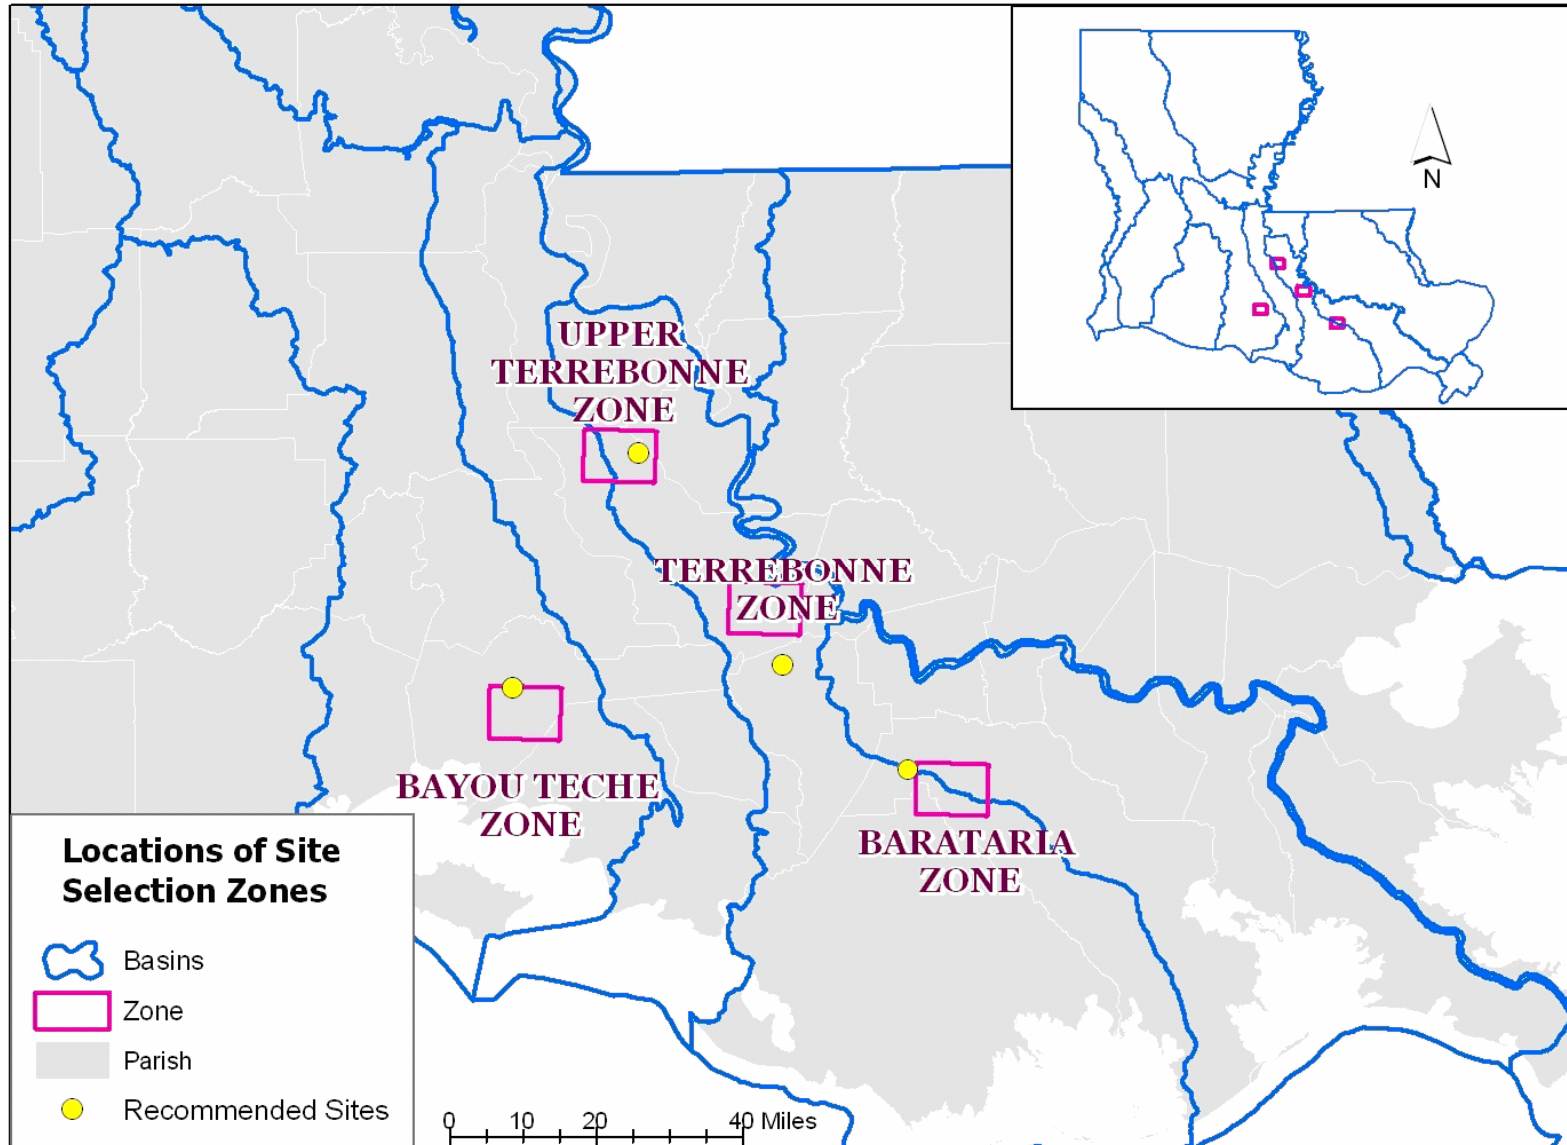 N
UPPER
TERREBONNE
ZONE
TERREBONNE
ZONE
BAYOU TECHE
ZONE
BARATARIA
ZONE
Locations of Site
Selection Zones
Basins
Zone
Parish
Recommended Sites
0 10 20 40 Miles